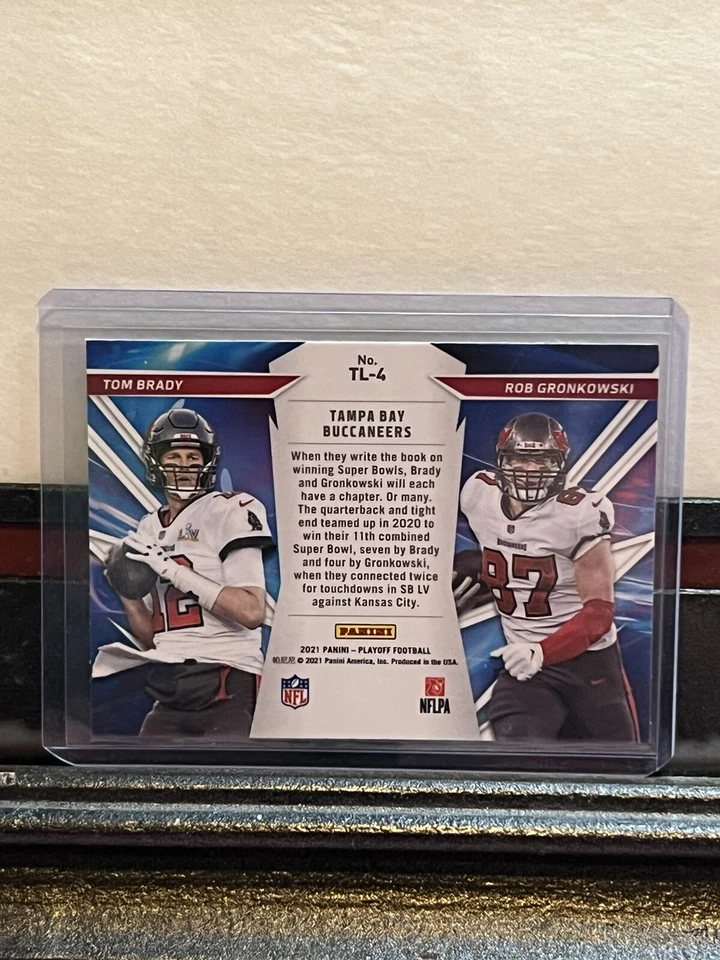 No.
TL-4
TOM BRADY
ROB GRONKOWSKI
TAMPA BAY
BUCCANEERS
When they write the book on
winning Super Bowls, Brady
and Gronkowski will each
have a chapter. Or many.
The quarterback and tight
end teamed up in 2020 to
win their 11th combined
Super Bowl, seven by Brady
and four by Gronkowski,
when they connected twice
for touchdowns in SB LV
against Kansas City.
LV
12
BUCCANEERS
87
PANINI
2021 PANINI – PLAYOFF FOOTBALL
© 2021 Panini America, Inc. Produced in the USA.
NFL
NFLPA